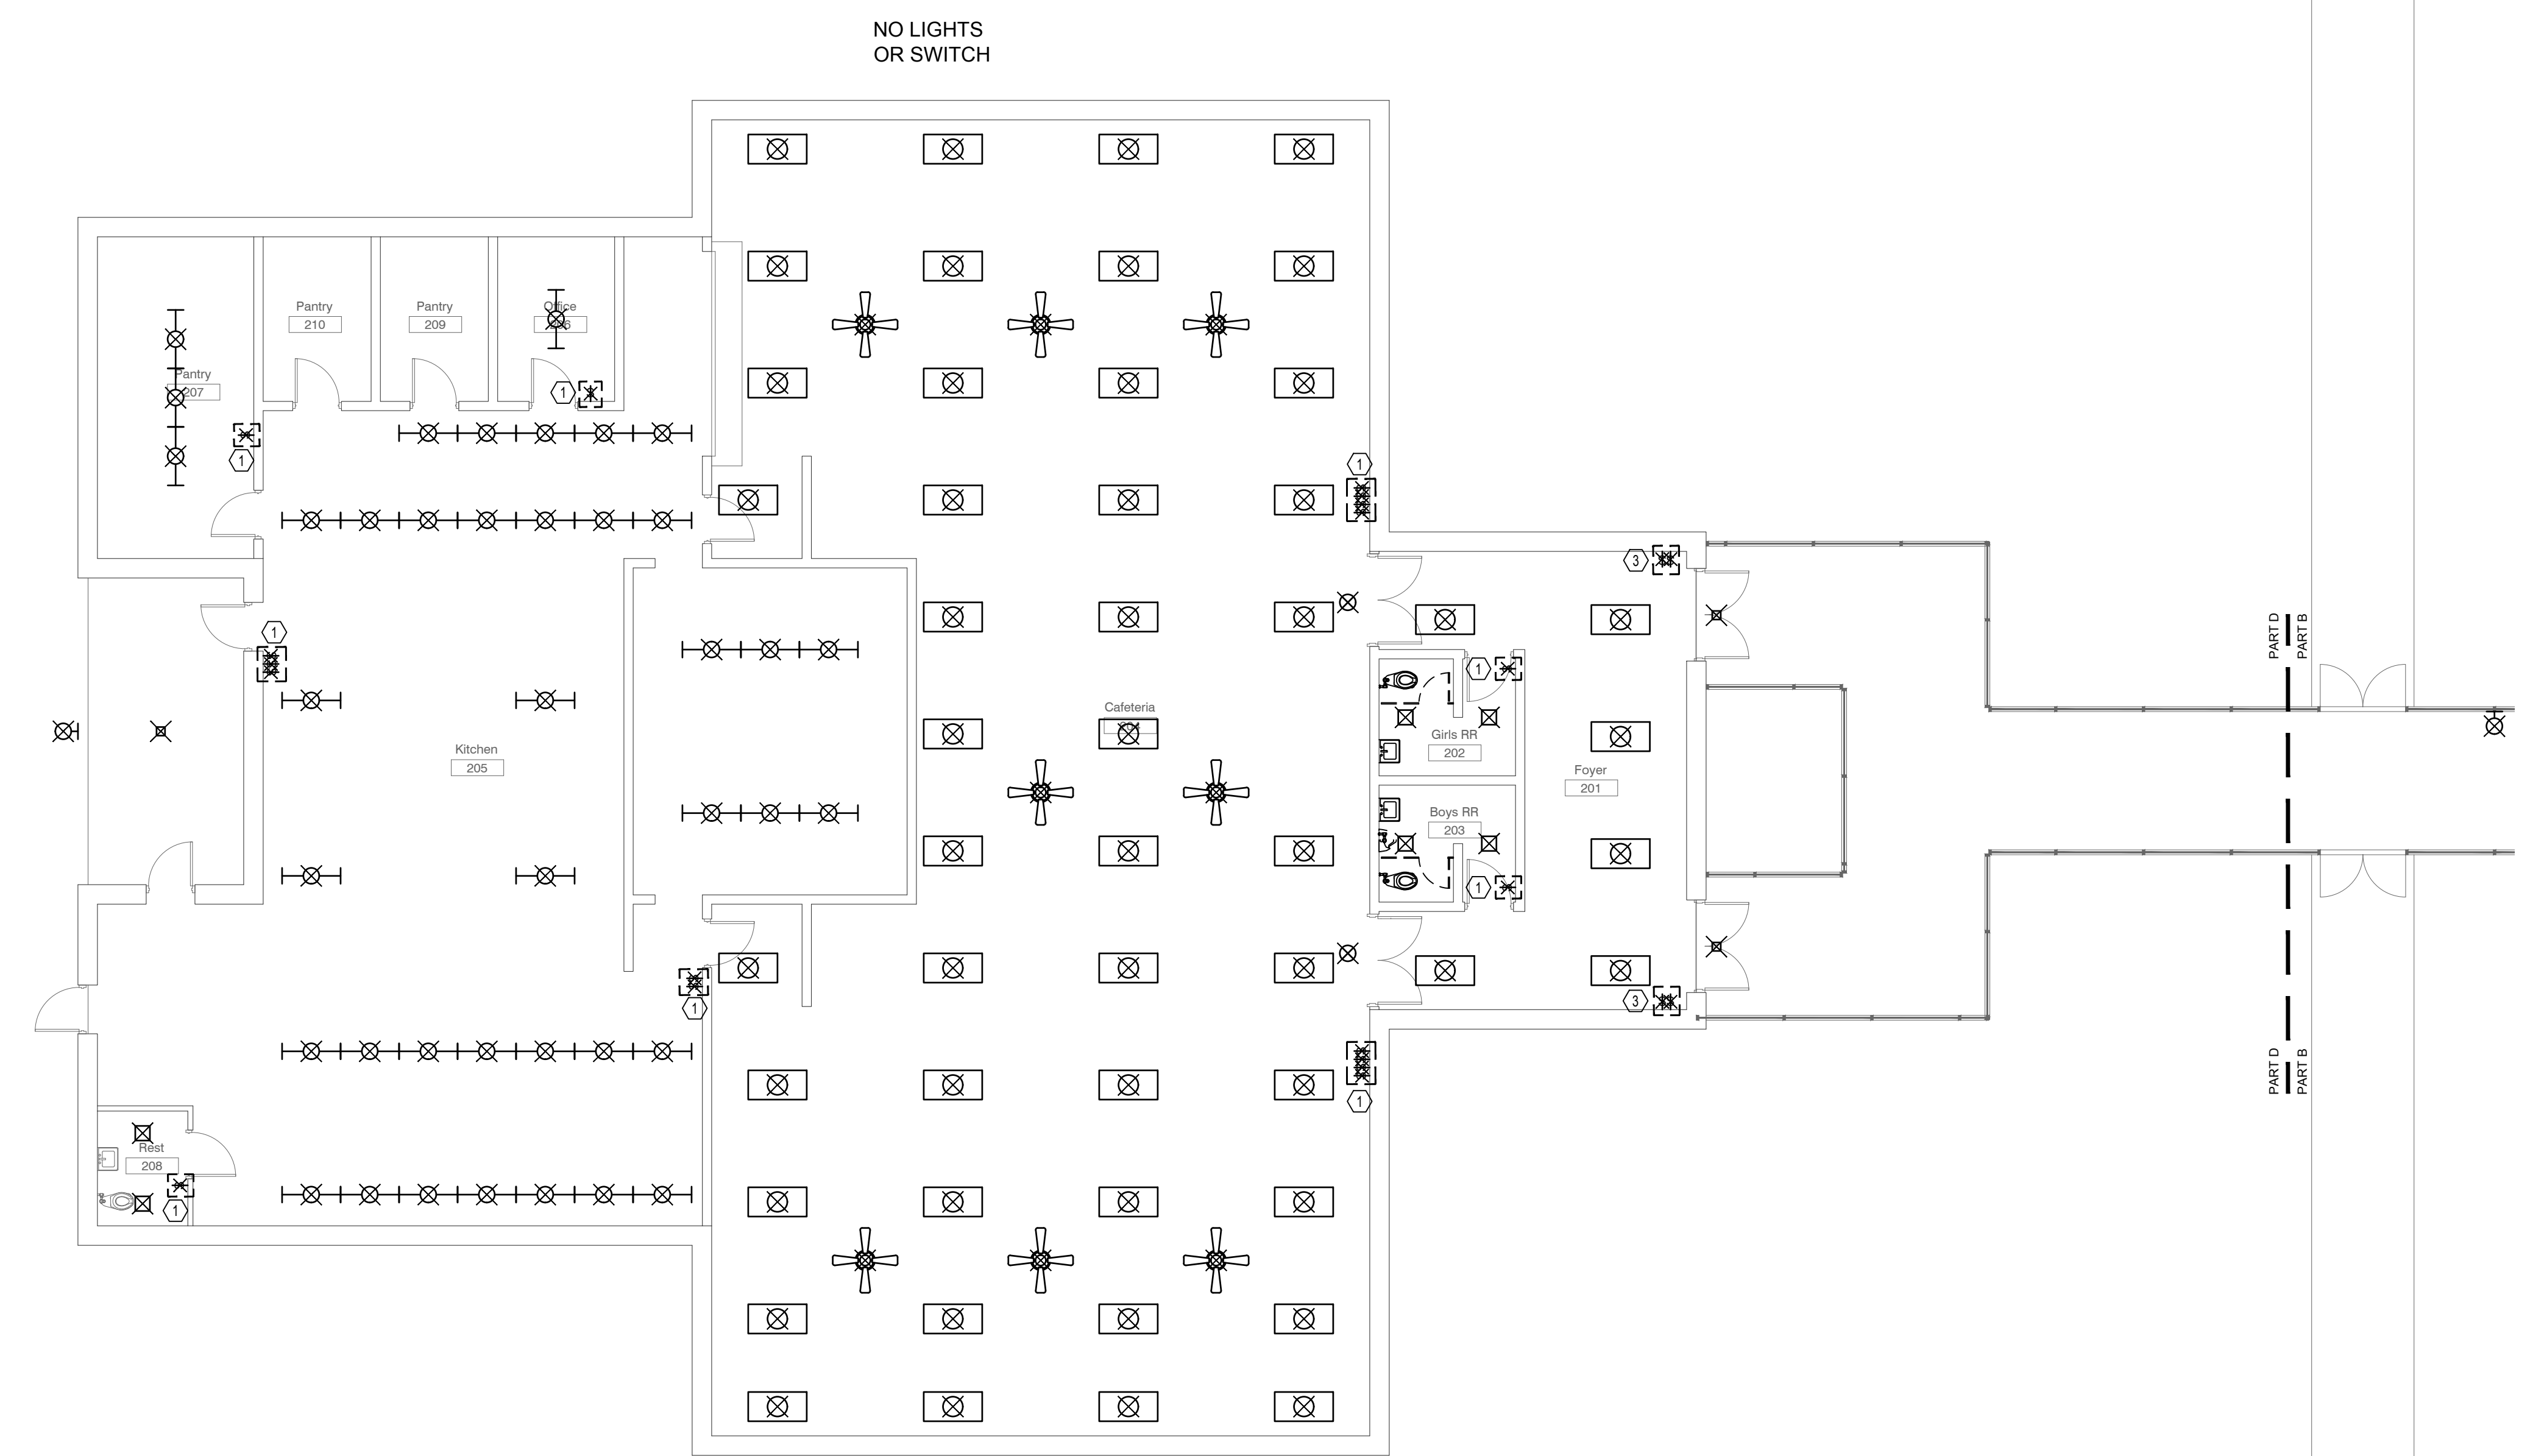 NO LIGHTS
OR SWITCH
Pantry
210
Pantry
209
Office
Pantry
207
1
1
1
1
3
PART D
PART B
1
1
Cafeteria
Girls RR
202
Kitchen
205
Foyer
201
Boys RR
203
1
1
3
PART D
PART B
1
Rest
208
1